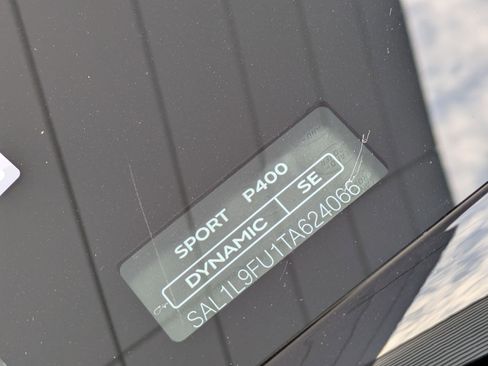 SPORT P400
DYNAMIC SE
SAL1L9FU1TA624066